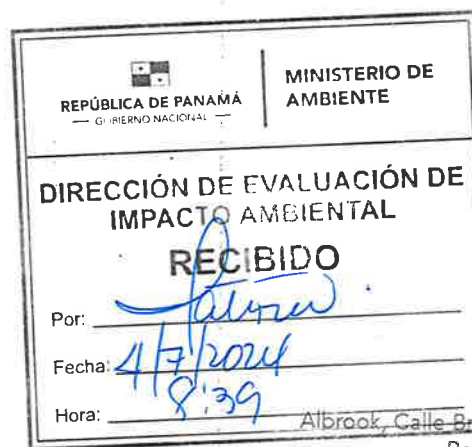 REPÚBLICA DE PANAMÁ
— GOBIERNO NACIONAL —
MINISTERIO DE
AMBIENTE
DIRECCIÓN DE EVALUACIÓN DE
IMPACTO AMBIENTAL
RECIBIDO
Por:
Fecha: 4/7/2024
Hora: 8:39
Albrook, Calle